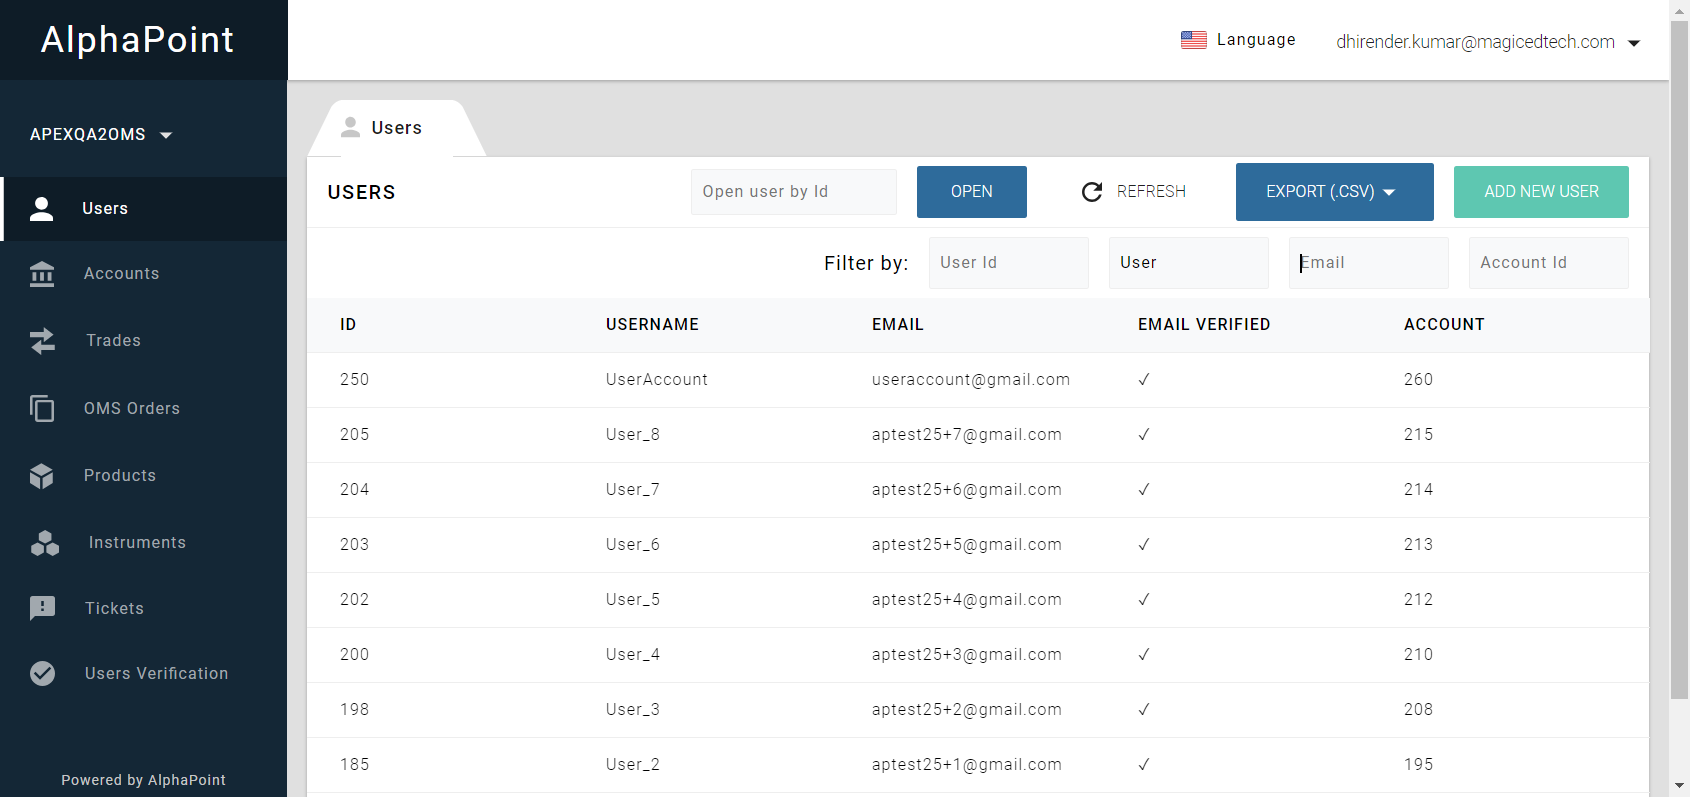 AlphaPoint
Language
dhirender.kumar@magicedtech.com
APEXQA2OMS
Users
Accounts
Trades
OMS Orders
Products
Instruments
Tickets
Users Verification
Powered by AlphaPoint
Users
USERS
Open user by Id
OPEN
REFRESH
EXPORT (.CSV)
ADD NEW USER
Filter by:
User Id
User
Email
Account Id
ID USERNAME EMAIL EMAIL VERIFIED ACCOUNT
250 UserAccount useraccount@gmail.com ✓ 260
205 User_8 aptest25+7@gmail.com ✓ 215
204 User_7 aptest25+6@gmail.com ✓ 214
203 User_6 aptest25+5@gmail.com ✓ 213
202 User_5 aptest25+4@gmail.com ✓ 212
200 User_4 aptest25+3@gmail.com ✓ 210
198 User_3 aptest25+2@gmail.com ✓ 208
185 User_2 aptest25+1@gmail.com ✓ 195